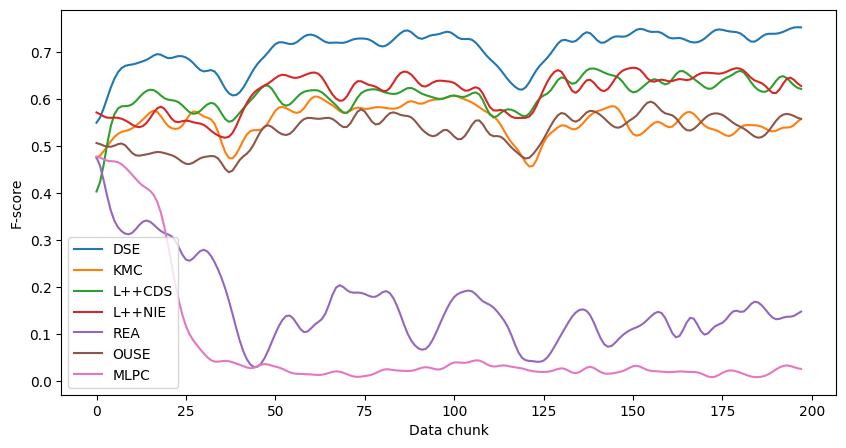 0.7
0.6
0.5
0.4
0.3
0.2
0.1
0.0
F-score
DSE
KMC
L++CDS
L++NIE
REA
OUSE
MLPC
0 25 50 75 100 125 150 175 200
Data chunk